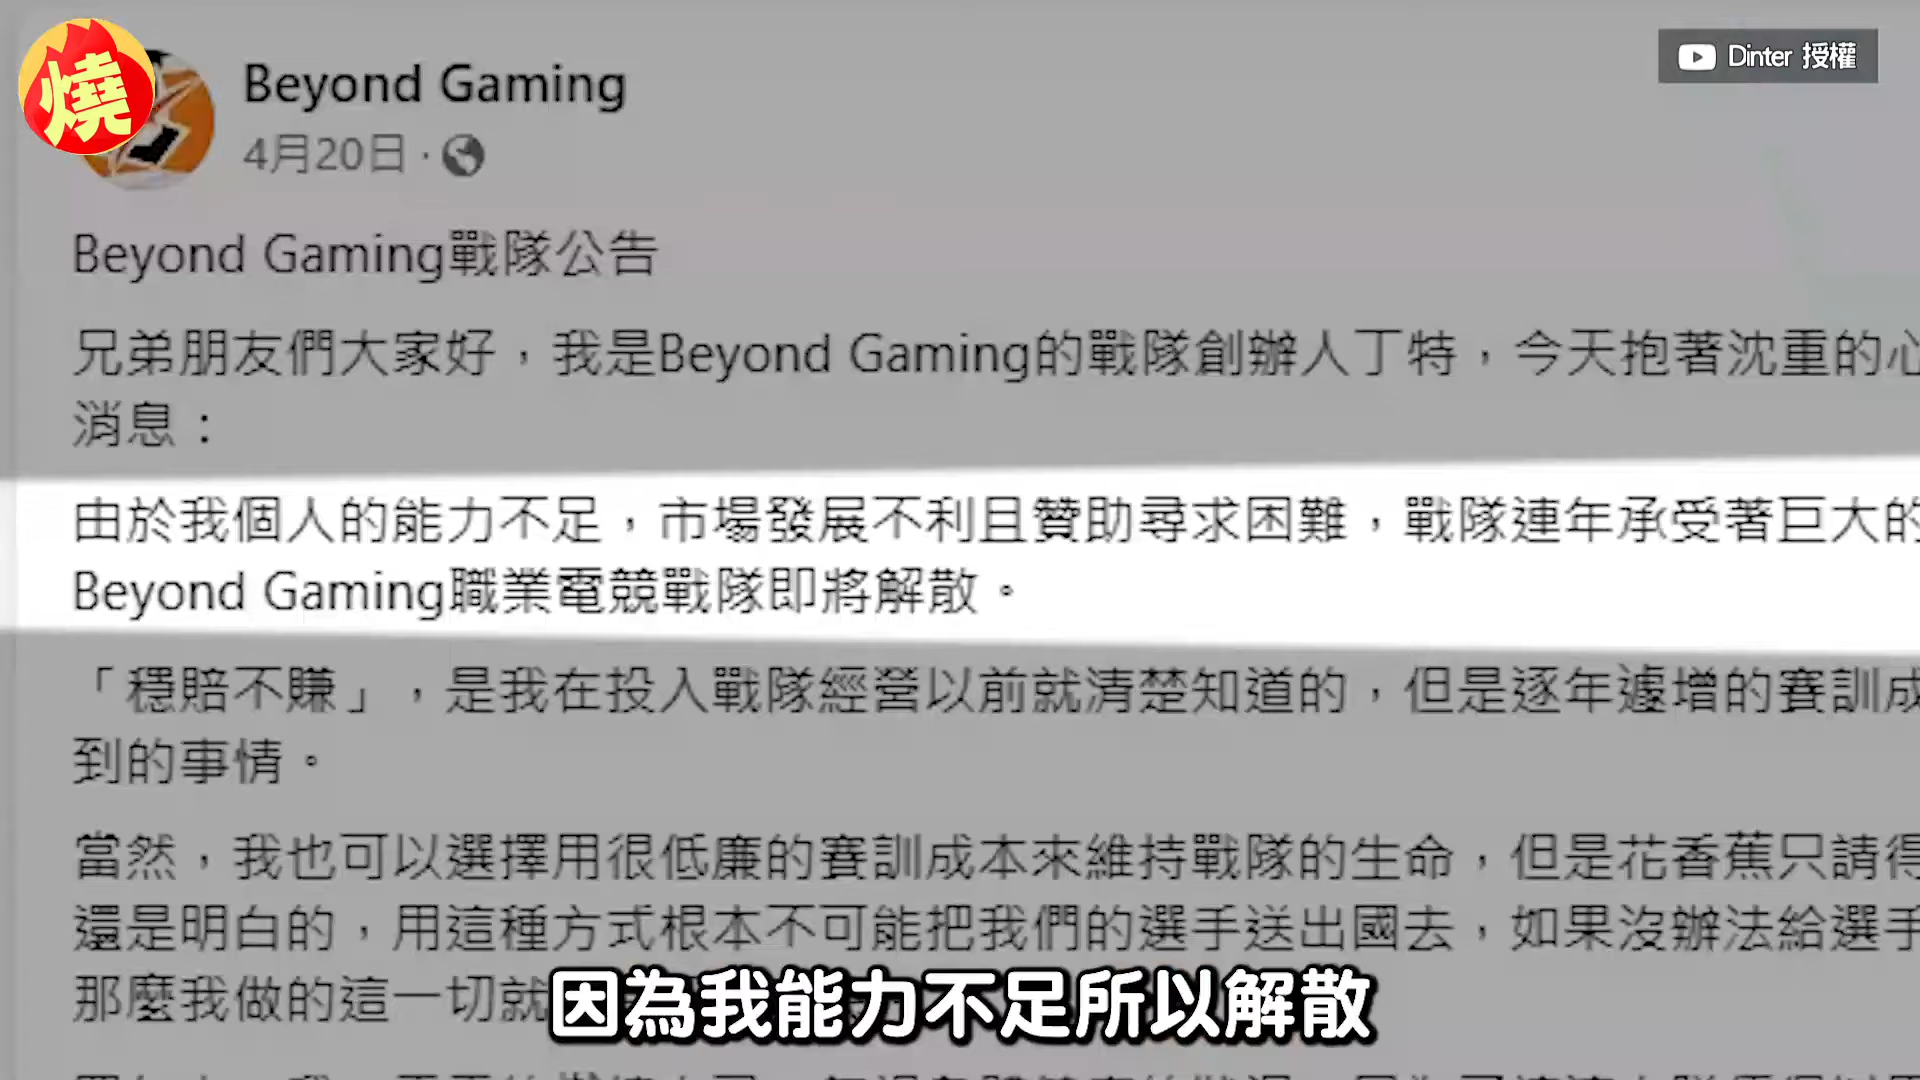 燒
Beyond Gaming
4月20日 ·
Dinter 授權
Beyond Gaming戰隊公告
兄弟朋友們大家好，我是Beyond Gaming的戰隊創辦人丁特，今天抱著沈重的心
消息：
由於我個人的能力不足，市場發展不利且贊助尋求困難，戰隊連年承受著巨大的
Beyond Gaming職業電競戰隊即將解散。
「穩賠不賺」，是我在投入戰隊經營以前就清楚知道的，但是逐年遽增的賽訓成
到的事情。
當然，我也可以選擇用很低廉的賽訓成本來維持戰隊的生命，但是花香蕉只請得
還是明白的，用這種方式根本不可能把我們的選手送出國去，如果沒辦法給選手
那麼我做的這一切就
因為我能力不足所以解散